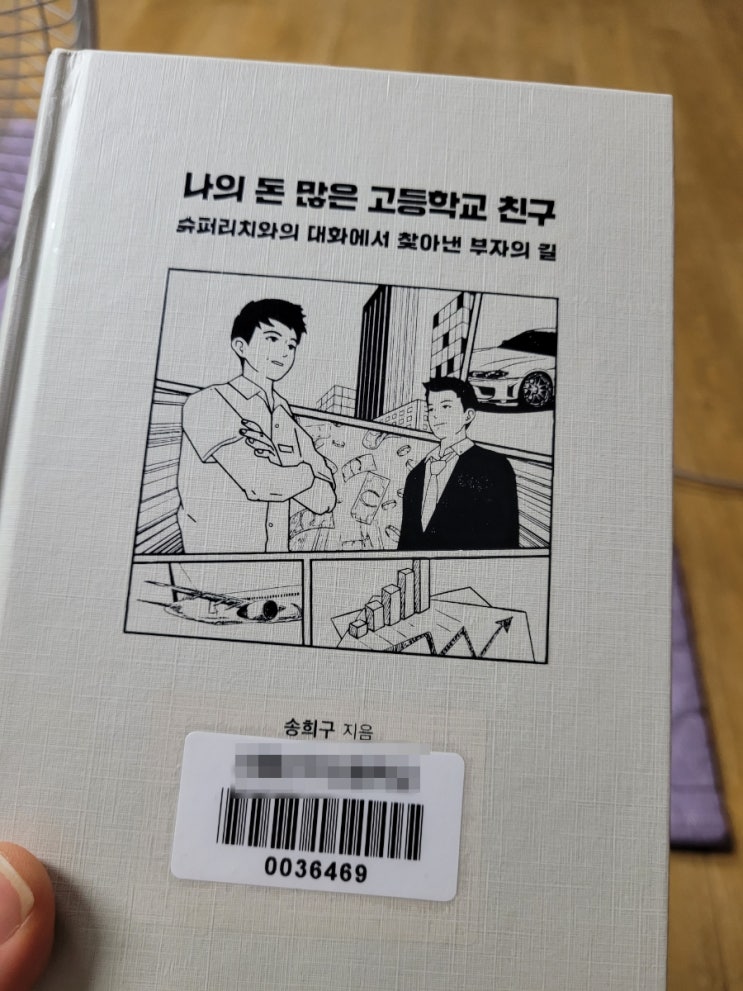 나의 돈 많은 고등학교 친구
슈퍼리치와의 대화에서 찾아낸 부자의 길
송희구 지음
0036469